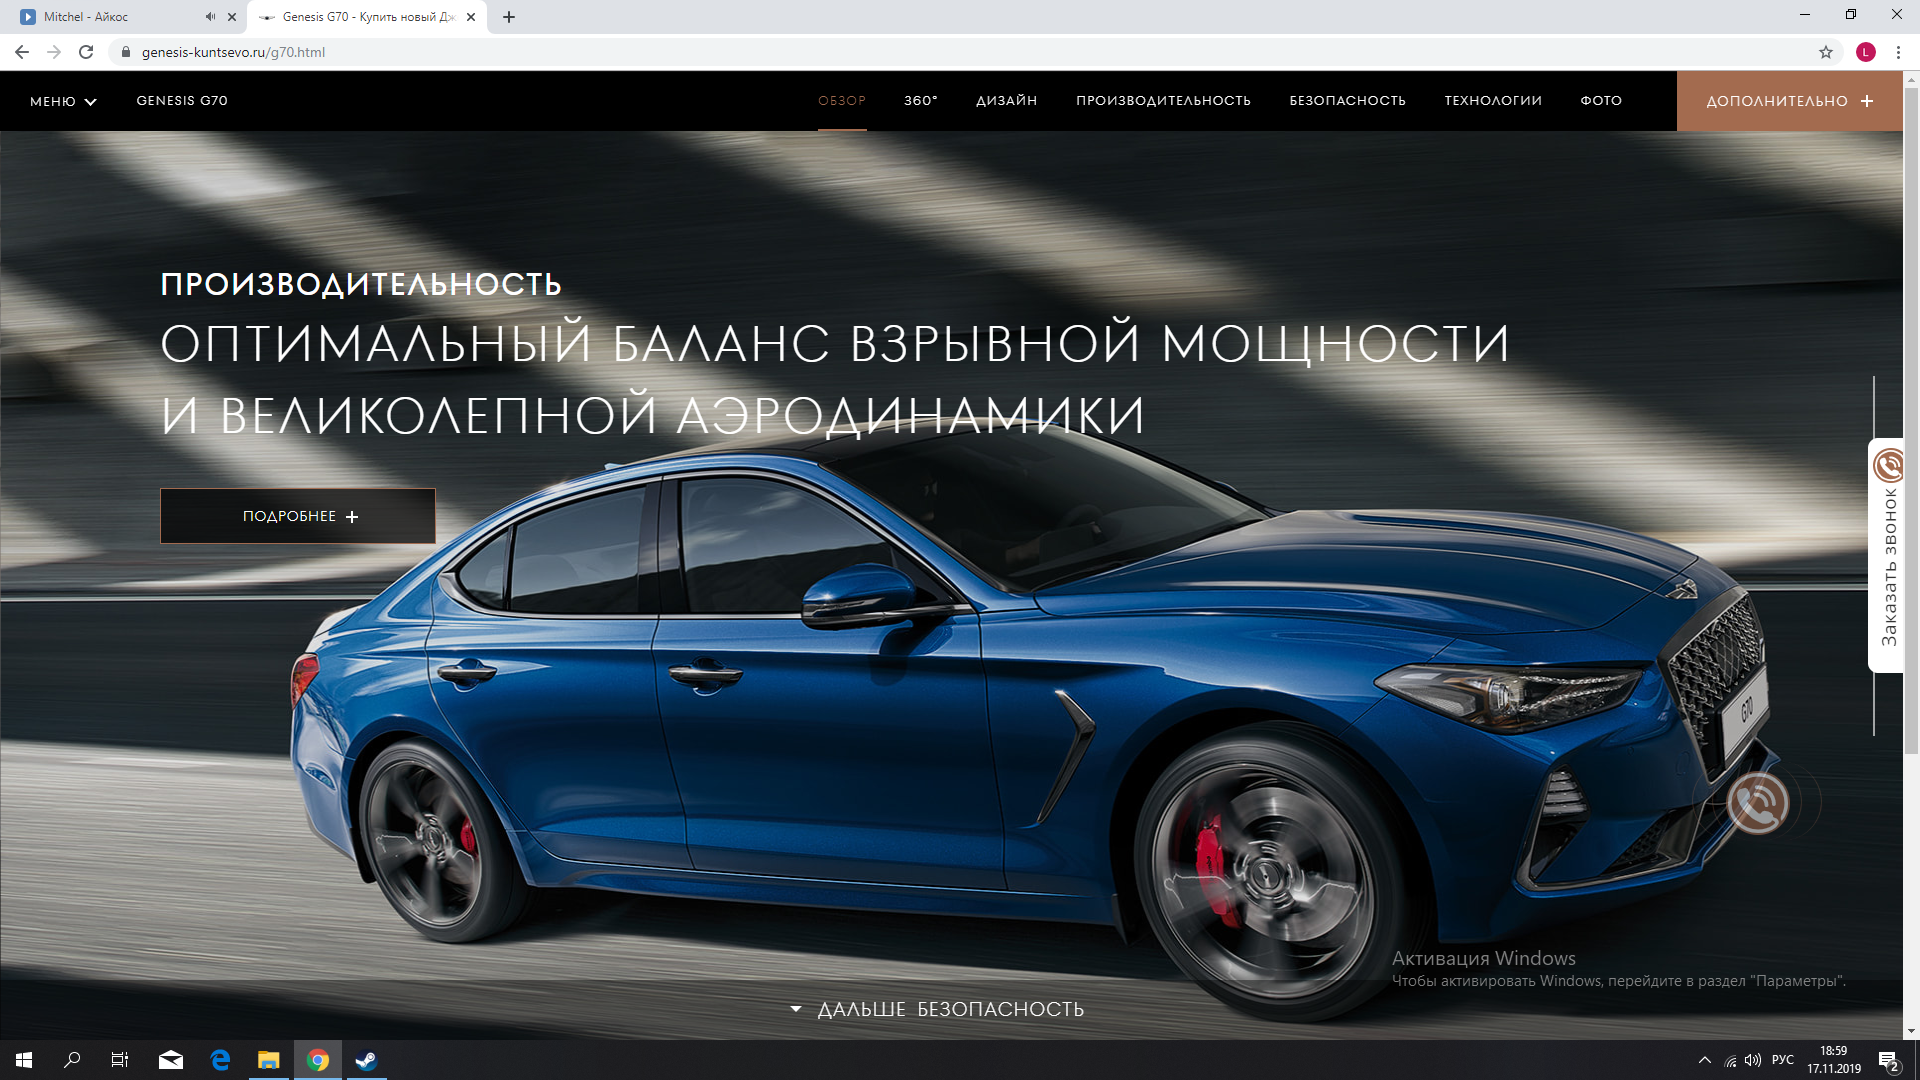 Mitchel - Айкос
Genesis G70 - Купить новый Дж
genesis-kuntsevo.ru/g70.html
L
МЕНЮ
GENESIS G70
ОБЗОР
360°
ДИЗАЙН
ПРОИЗВОДИТЕЛЬНОСТЬ
БЕЗОПАСНОСТЬ
ТЕХНОЛОГИИ
ФОТО
ДОПОЛНИТЕЛЬНО +
ПРОИЗВОДИТЕЛЬНОСТЬ
ОПТИМАЛЬНЫЙ БАЛАНС ВЗРЫВНОЙ МОЩНОСТИ
И ВЕЛИКОЛЕПНОЙ АЭРОДИНАМИКИ
ПОДРОБНЕЕ +
Заказать звонок
G70
Активация Windows
Чтобы активировать Windows, перейдите в раздел "Параметры".
ДАЛЬШЕ БЕЗОПАСНОСТЬ
РУС
18:59
17.11.2019
2